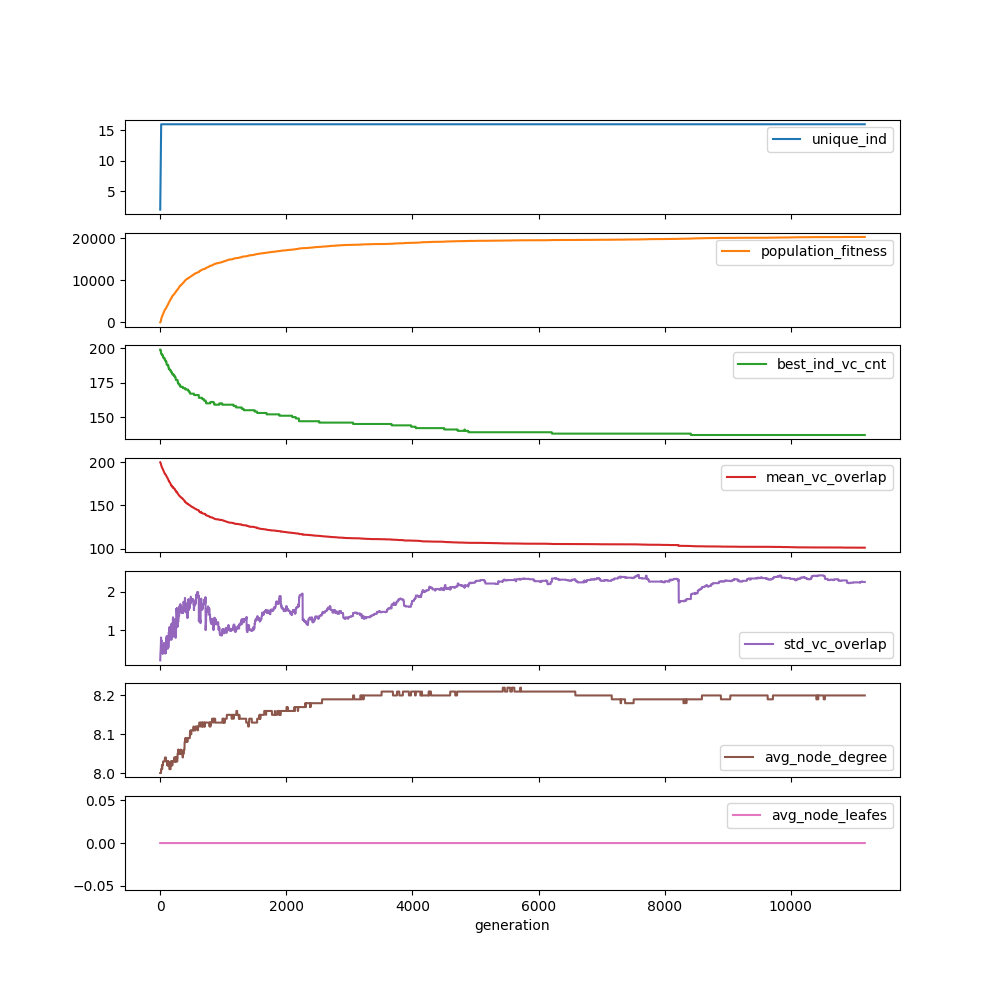 15
10
5
unique_ind
20000
10000
0
population_fitness
200
175
150
best_ind_vc_cnt
200
150
100
mean_vc_overlap
2
1
std_vc_overlap
8.2
8.1
8.0
avg_node_degree
0.05
0.00
−0.05
avg_node_leafes
0 2000 4000 6000 8000 10000
generation